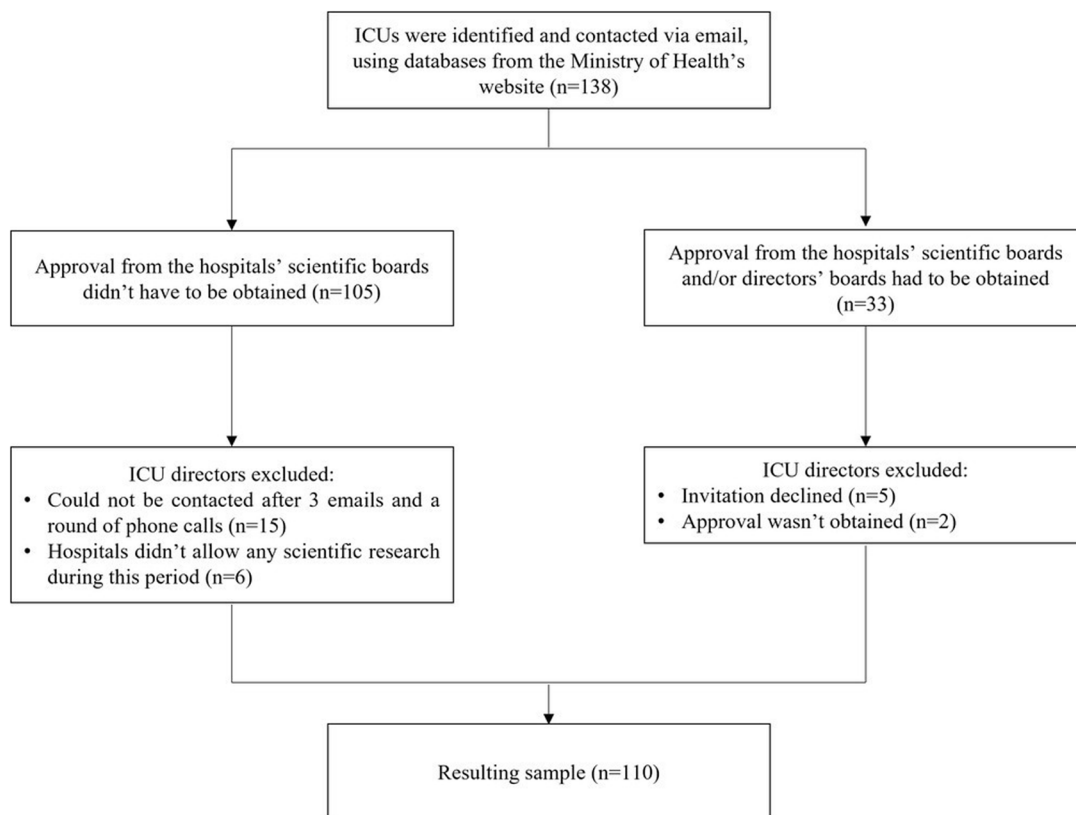 ICUs were identified and contacted via email,
using databases from the Ministry of Health’s
website (n=138)
Approval from the hospitals’ scientific boards
didn’t have to be obtained (n=105)
Approval from the hospitals’ scientific boards
and/or directors’ boards had to be obtained
(n=33)
ICU directors excluded:
• Could not be contacted after 3 emails and a
round of phone calls (n=15)
• Hospitals didn’t allow any scientific research
during this period (n=6)
ICU directors excluded:
• Invitation declined (n=5)
• Approval wasn’t obtained (n=2)
Resulting sample (n=110)